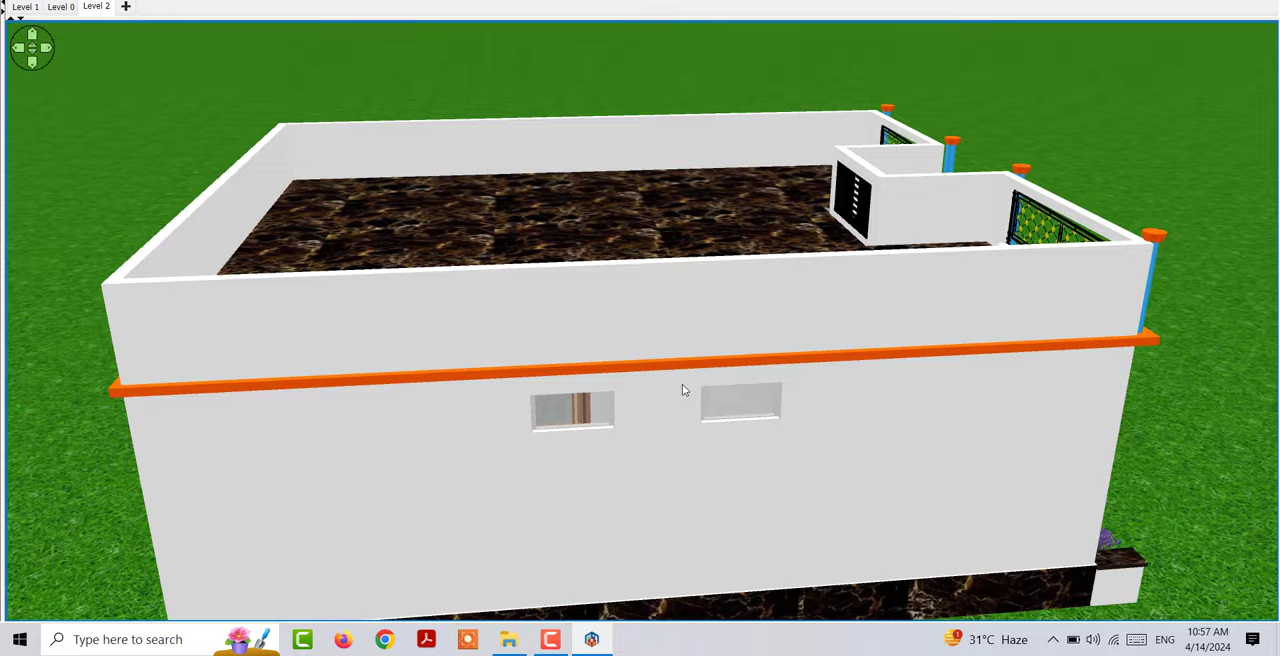 Level 1 Level 0 Level 2
Type here to search
31°C Haze
ENG
10:57 AM
4/14/2024